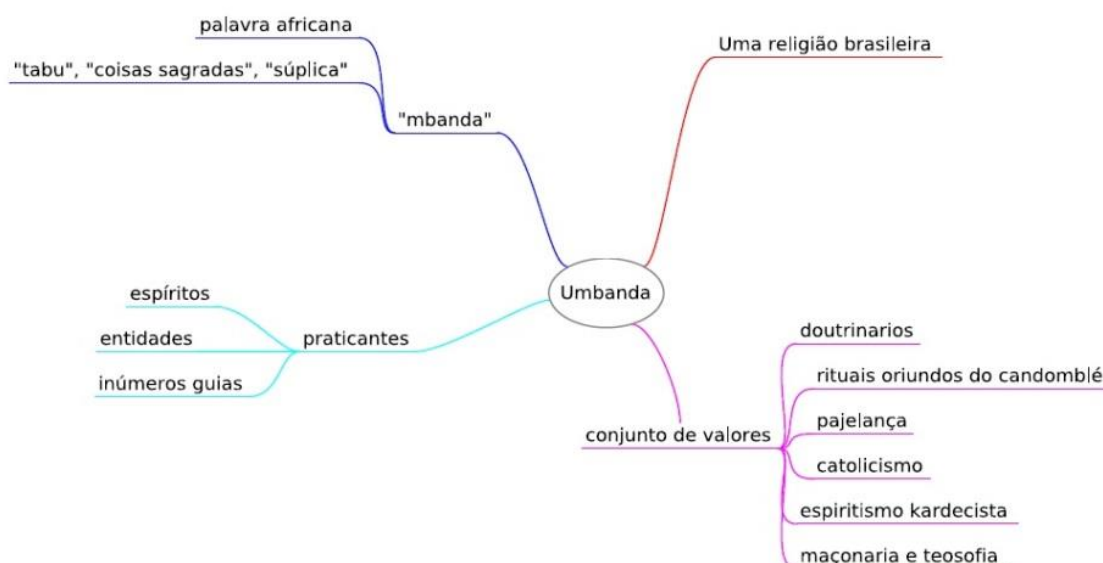 palavra africana
"tabu", "coisas sagradas", "súplica"
"mbanda"
Uma religião brasileira
Umbanda
espíritos
entidades
inúmeros guias
praticantes
conjunto de valores
doutrinarios
rituais oriundos do candomblé
pajelança
catolicismo
espiritismo kardecista
maçonaria e teosofia